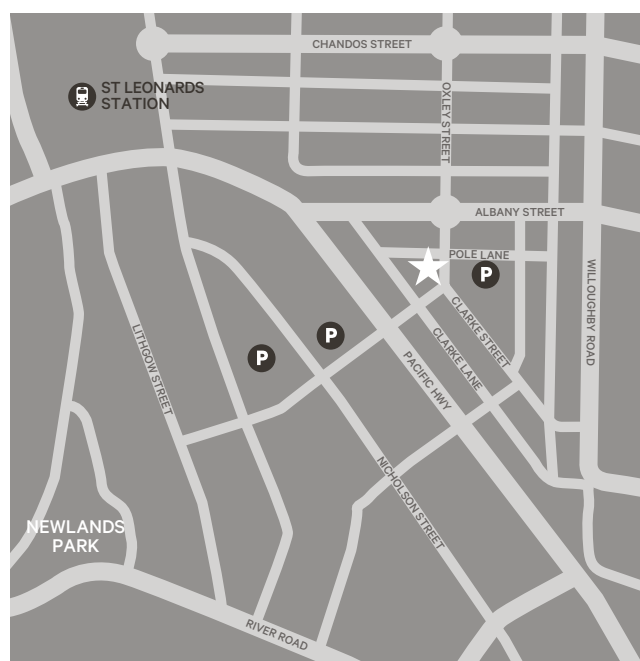 CHANDOS STREET
ST LEONARDS
STATION
OXLEY STREET
ALBANY STREET
POLE LANE
P
WILLOUGHBY ROAD
CLARKE STREET
CLARKE LANE
P
P
PACIFIC HWY
LITHGOW STREET
NICHOLSON STREET
NEWLANDS
PARK
RIVER ROAD